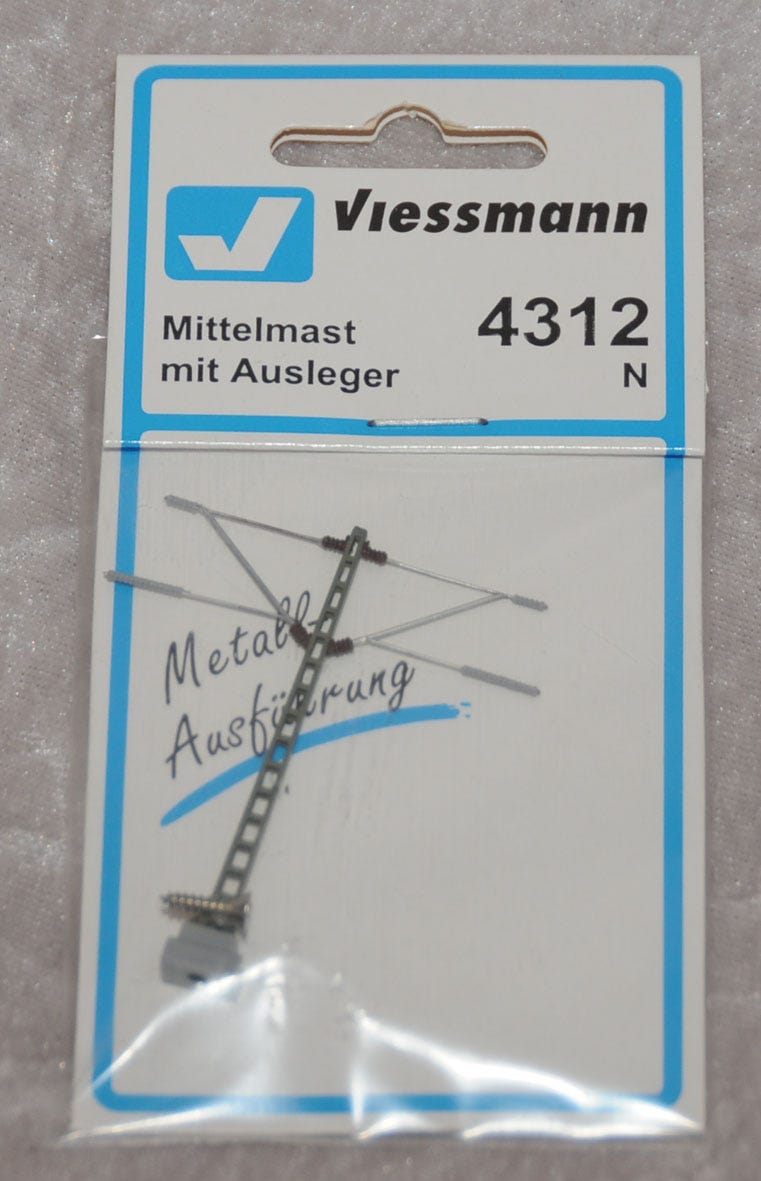 Viessmann
4312
N
Mittelmast
mit Ausleger
Metall-
Ausführung